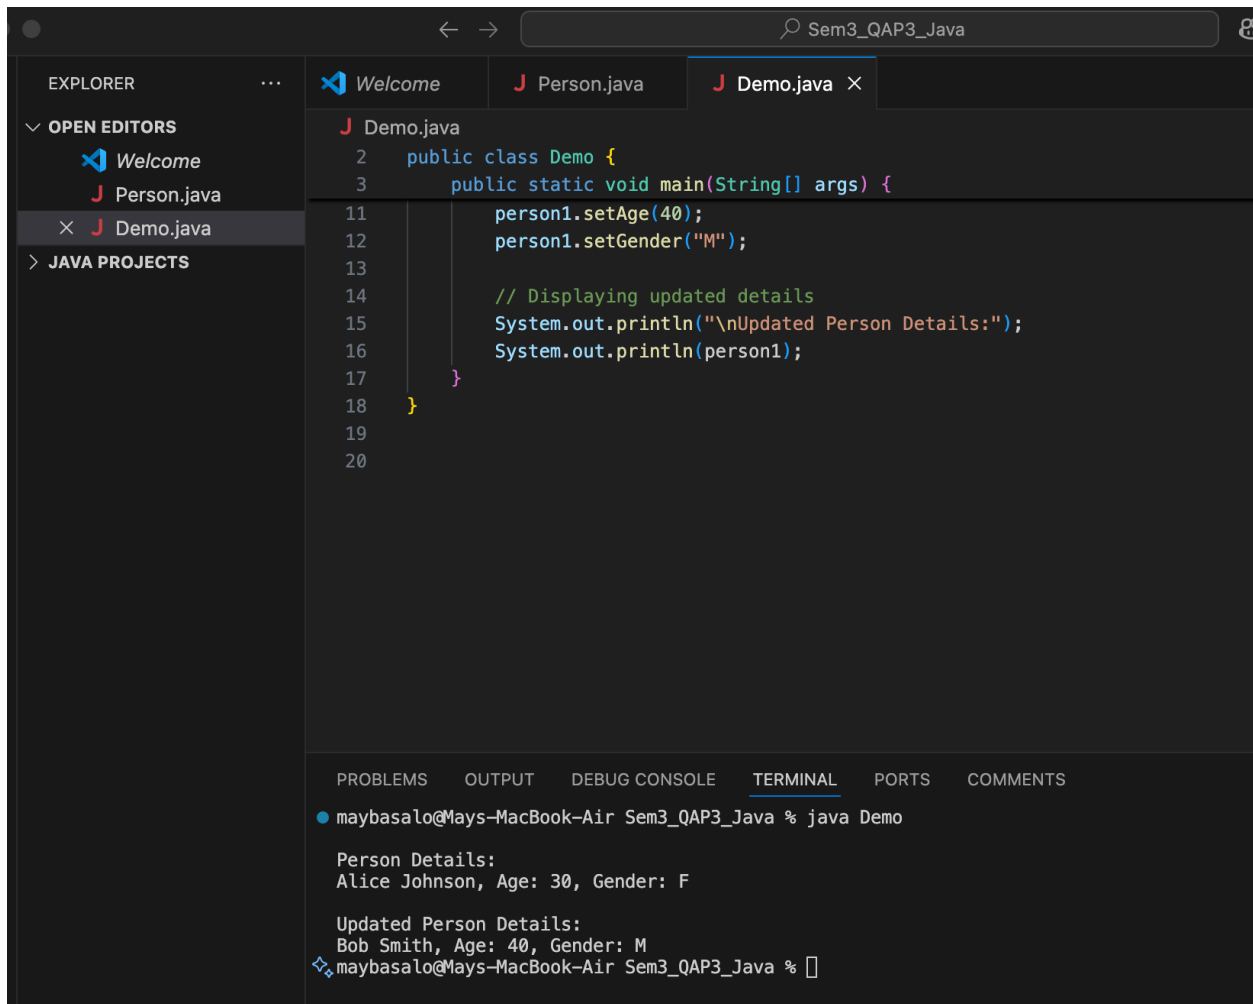 Sem3_QAP3_Java
EXPLORER
Welcome
Person.java
Demo.java
OPEN EDITORS
Welcome
Person.java
Demo.java
JAVA PROJECTS
Demo.java
2 public class Demo {
3 public static void main(String[] args) {
11 person1.setAge(40);
12 person1.setGender("M");
13
14 // Displaying updated details
15 System.out.println("\nUpdated Person Details:");
16 System.out.println(person1);
17 }
18 }
19
20
PROBLEMS OUTPUT DEBUG CONSOLE TERMINAL PORTS COMMENTS
maybasalo@Mays-MacBook-Air Sem3_QAP3_Java % java Demo
Person Details:
Alice Johnson, Age: 30, Gender: F
Updated Person Details:
Bob Smith, Age: 40, Gender: M
maybasalo@Mays-MacBook-Air Sem3_QAP3_Java %